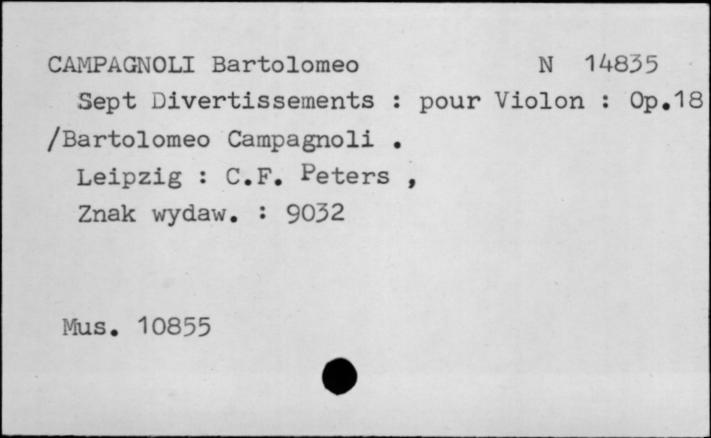 CAMPAGNOLI Bartolomeo N 14835
Sept Divertissements : pour Violon : Op.18
/Bartolomeo Campagnoli .
Leipzig : C.F. Peters ,
Znak wydaw. : 9032
Mus. 10855